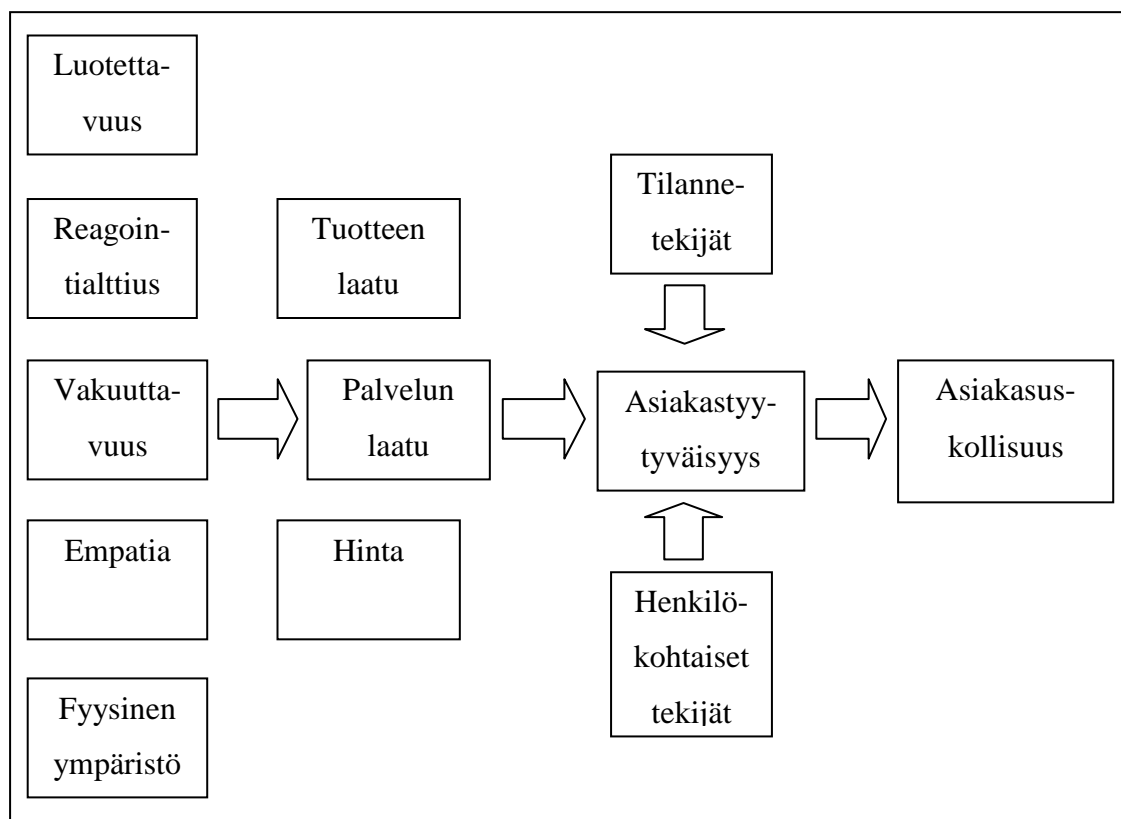 Luotetta-
vuus
Reagoin-
tialttius
Vakuutta-
vuus
Empatia
Fyysinen
ympäristö
Tuotteen
laatu
Palvelun
laatu
Hinta
Tilanne-
tekijät
Asiakastyy-
tyväisyys
Henkilö-
kohtaiset
tekijät
Asiakasus-
kollisuus